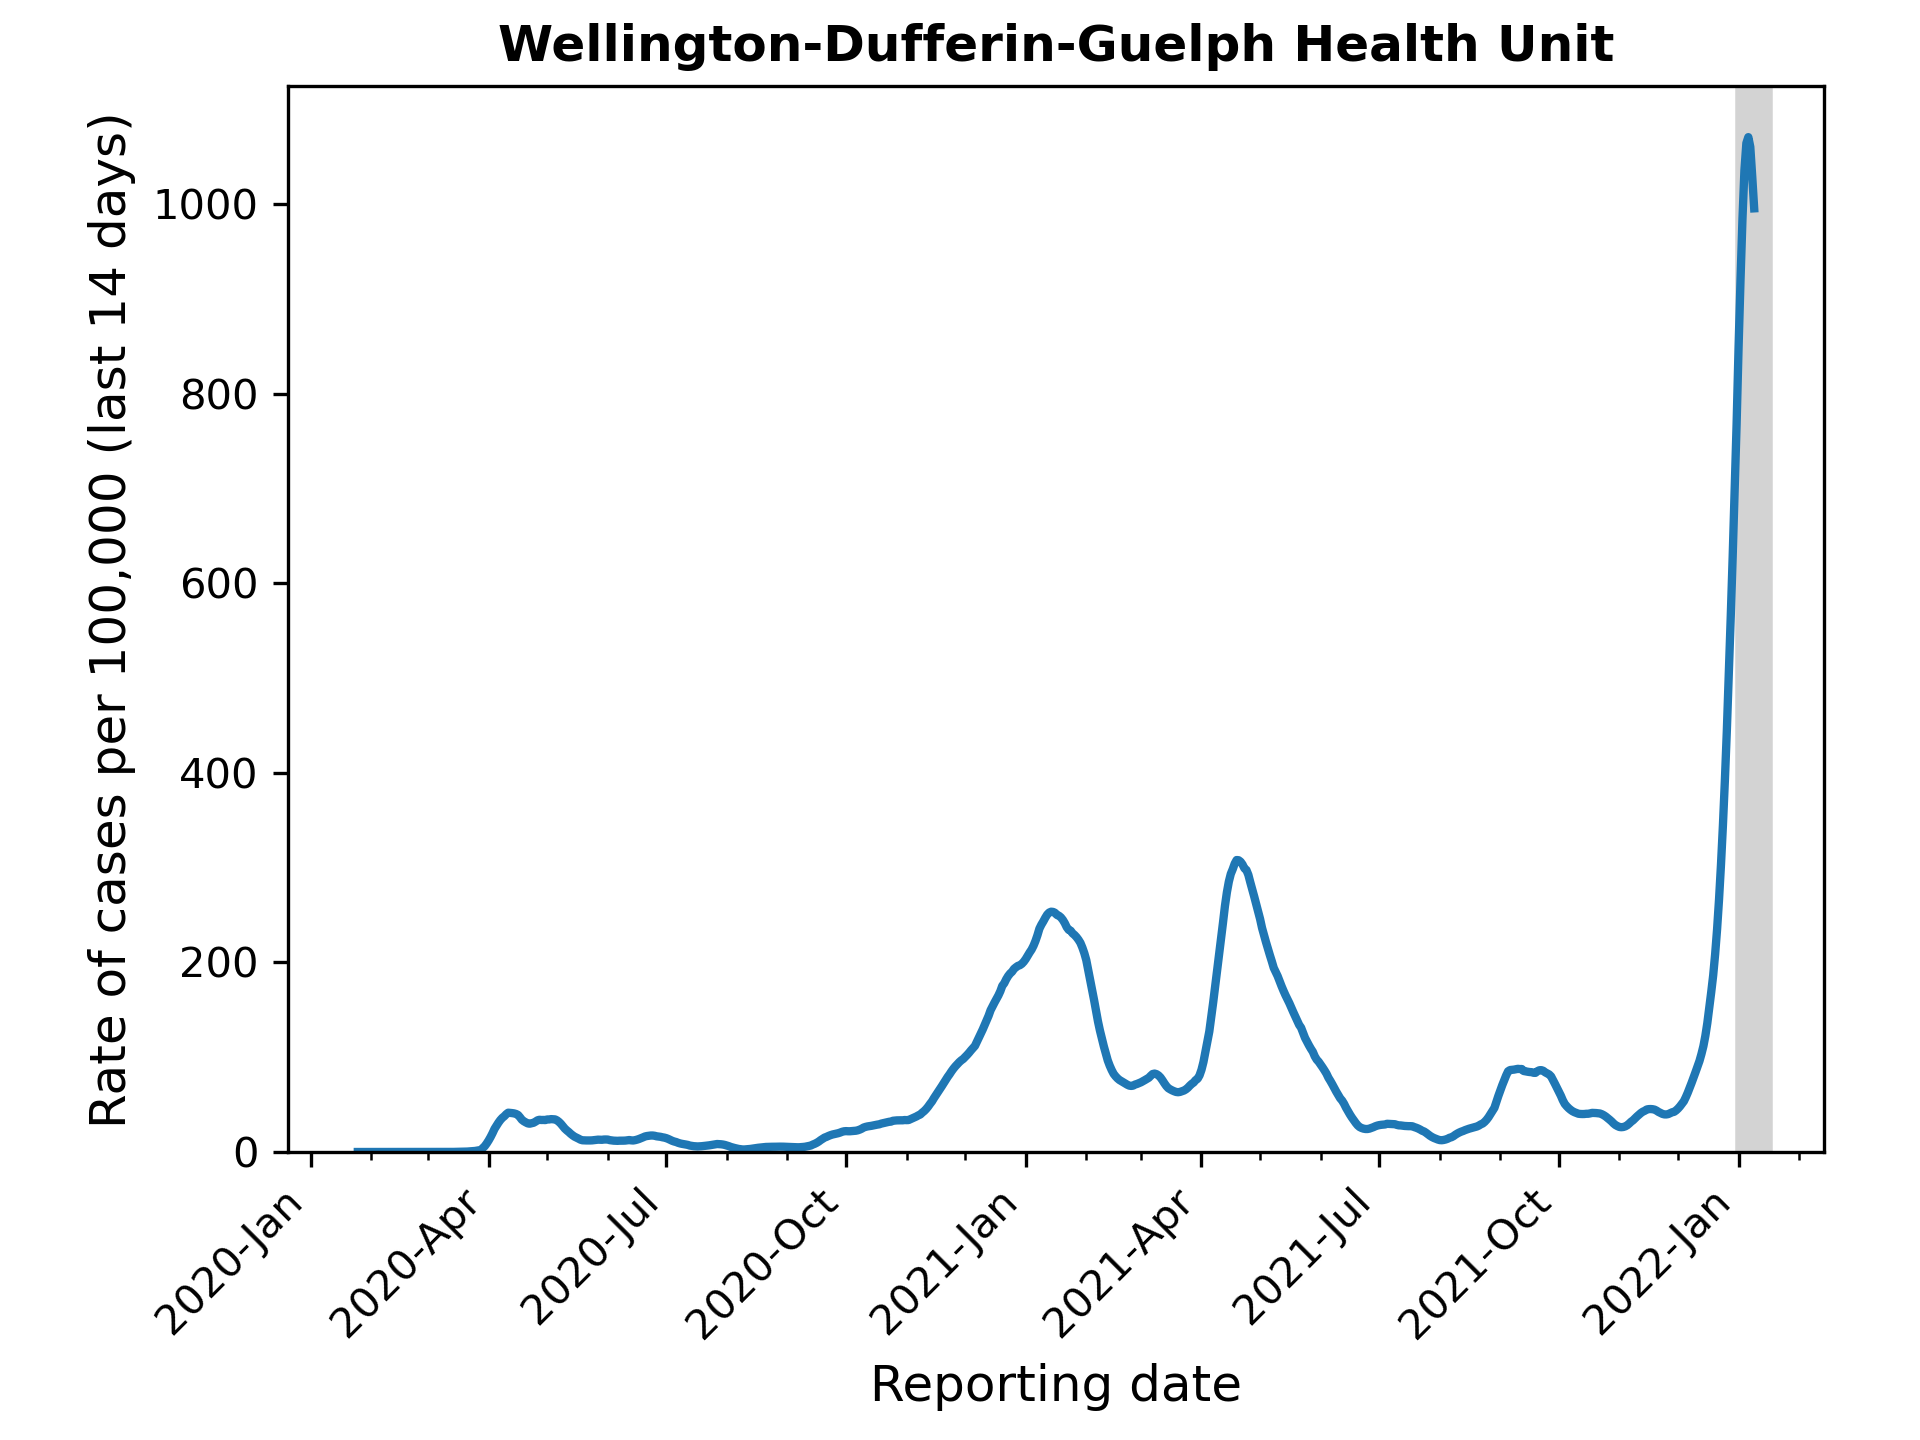 Wellington-Dufferin-Guelph Health Unit
Rate of cases per 100,000 (last 14 days)
1000
800
600
400
200
0
2020-Jan
2020-Apr
2020-Jul
2020-Oct
2021-Jan
2021-Apr
2021-Jul
2021-Oct
2022-Jan
Reporting date